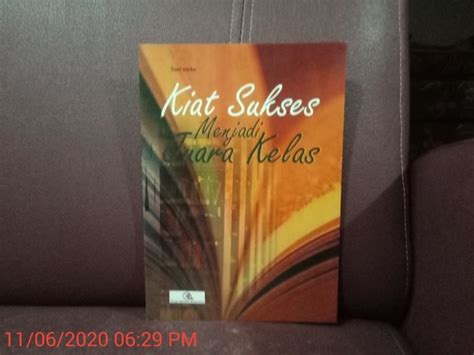 Kiat Sukses
Menjadi
Juara Kelas
11/06/2020 06:29 PM